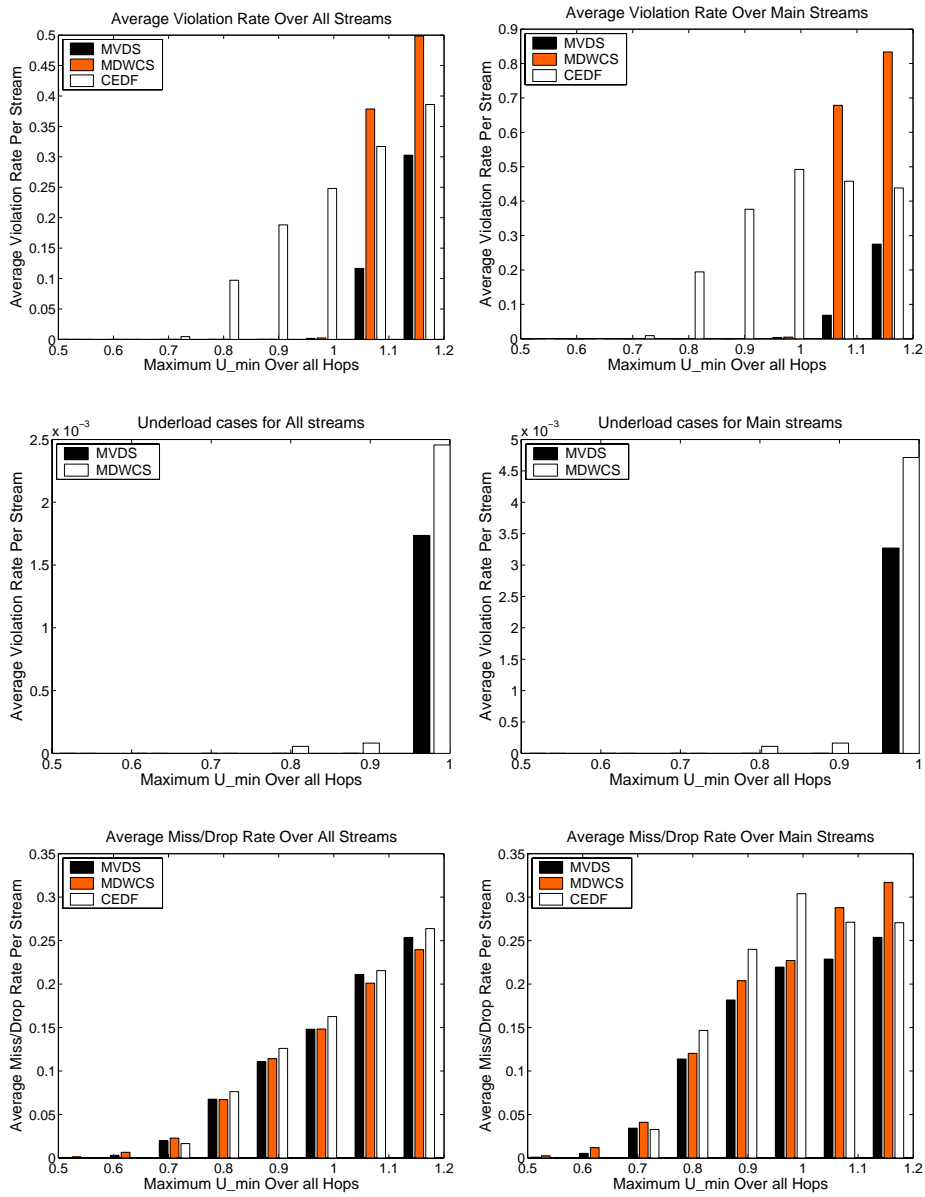 Average Violation Rate Over All Streams
0.5
0.45
0.4
0.35
0.3
0.25
0.2
0.15
0.1
0.05
0
Average Violation Rate Per Stream
MVDS
MDWCS
CEDF
0.5 0.6 0.7 0.8 0.9 1 1.1 1.2
Maximum U_min Over all Hops
Average Violation Rate Over Main Streams
0.9
0.8
0.7
0.6
0.5
0.4
0.3
0.2
0.1
0
Average Violation Rate Per Stream
MVDS
MDWCS
CEDF
0.5 0.6 0.7 0.8 0.9 1 1.1 1.2
Maximum U_min Over all Hops
Underload cases for All streams
x 10⁻³
2.5
2
1.5
1
0.5
0
Average Violation Rate Per Stream
MVDS
MDWCS
0.5 0.6 0.7 0.8 0.9 1
Maximum U_min Over all Hops
Underload cases for Main streams
x 10⁻³
5
4.5
4
3.5
3
2.5
2
1.5
1
0.5
0
Average Violation Rate Per Stream
MVDS
MDWCS
0.5 0.6 0.7 0.8 0.9 1
Maximum U_min Over all Hops
Average Miss/Drop Rate Over All Streams
0.35
0.3
0.25
0.2
0.15
0.1
0.05
0
Average Miss/Drop Rate Per Stream
MVDS
MDWCS
CEDF
0.5 0.6 0.7 0.8 0.9 1 1.1 1.2
Maximum U_min Over all Hops
Average Miss/Drop Rate Over Main Streams
0.35
0.3
0.25
0.2
0.15
0.1
0.05
0
Average Miss/Drop Rate Per Stream
MVDS
MDWCS
CEDF
0.5 0.6 0.7 0.8 0.9 1 1.1 1.2
Maximum U_min Over all Hops